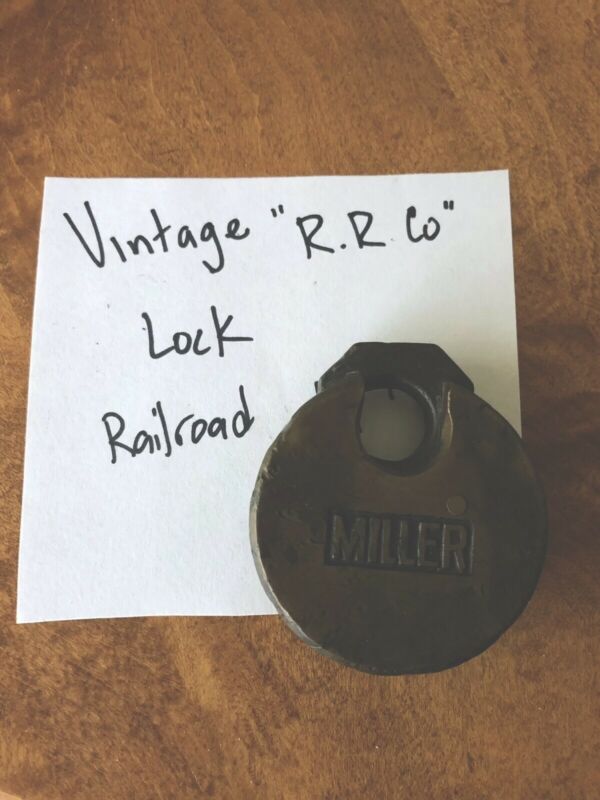 Vintage "R.R. Co"
Lock
Railroad
MILLER